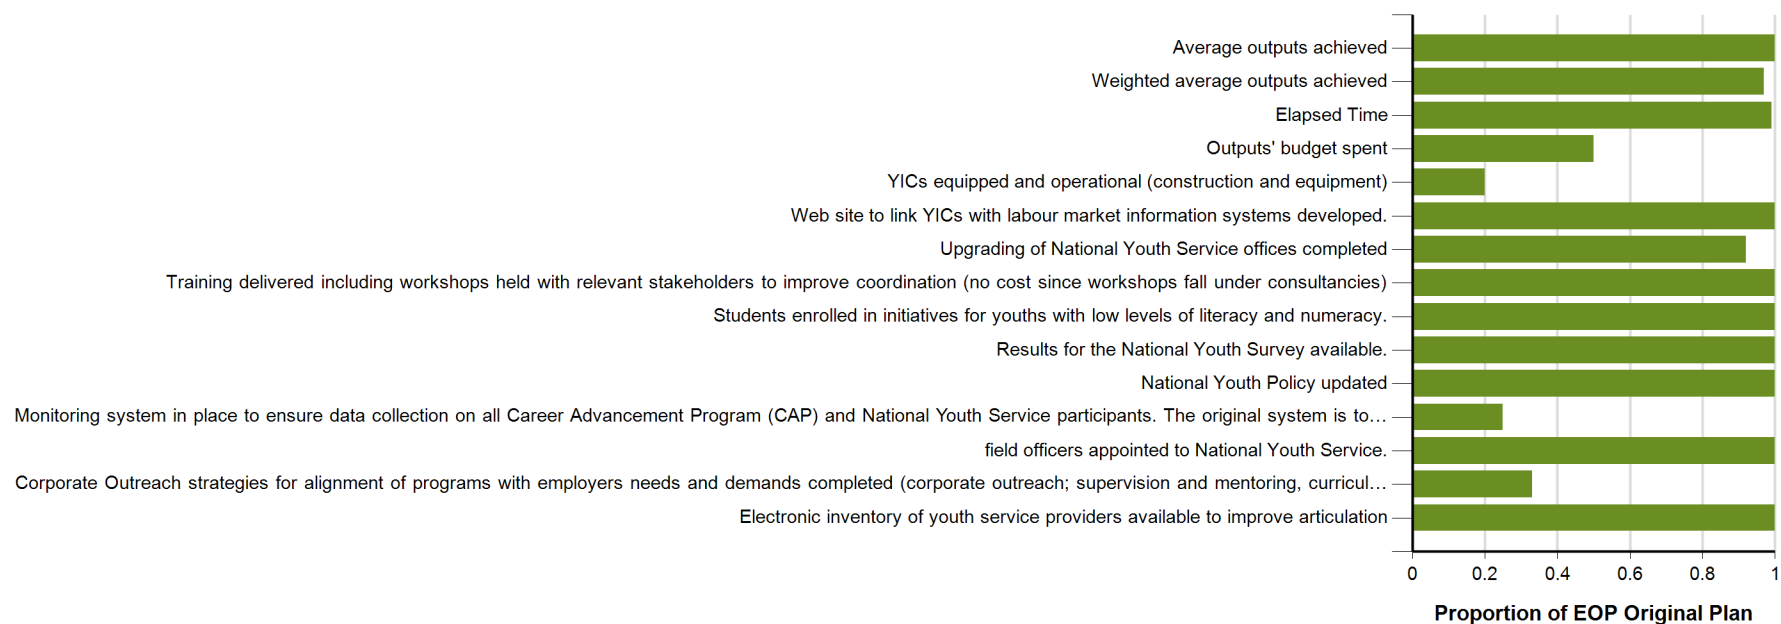 Average outputs achieved
Weighted average outputs achieved
Elapsed Time
Outputs' budget spent
YICs equipped and operational (construction and equipment)
Web site to link YICs with labour market information systems developed.
Upgrading of National Youth Service offices completed
Training delivered including workshops held with relevant stakeholders to improve coordination (no cost since workshops fall under consultancies)
Students enrolled in initiatives for youths with low levels of literacy and numeracy.
Results for the National Youth Survey available.
National Youth Policy updated
Monitoring system in place to ensure data collection on all Career Advancement Program (CAP) and National Youth Service participants. The original system is to…
field officers appointed to National Youth Service.
Corporate Outreach strategies for alignment of programs with employers needs and demands completed (corporate outreach; supervision and mentoring, curricul…
Electronic inventory of youth service providers available to improve articulation
0 0.2 0.4 0.6 0.8 1
Proportion of EOP Original Plan